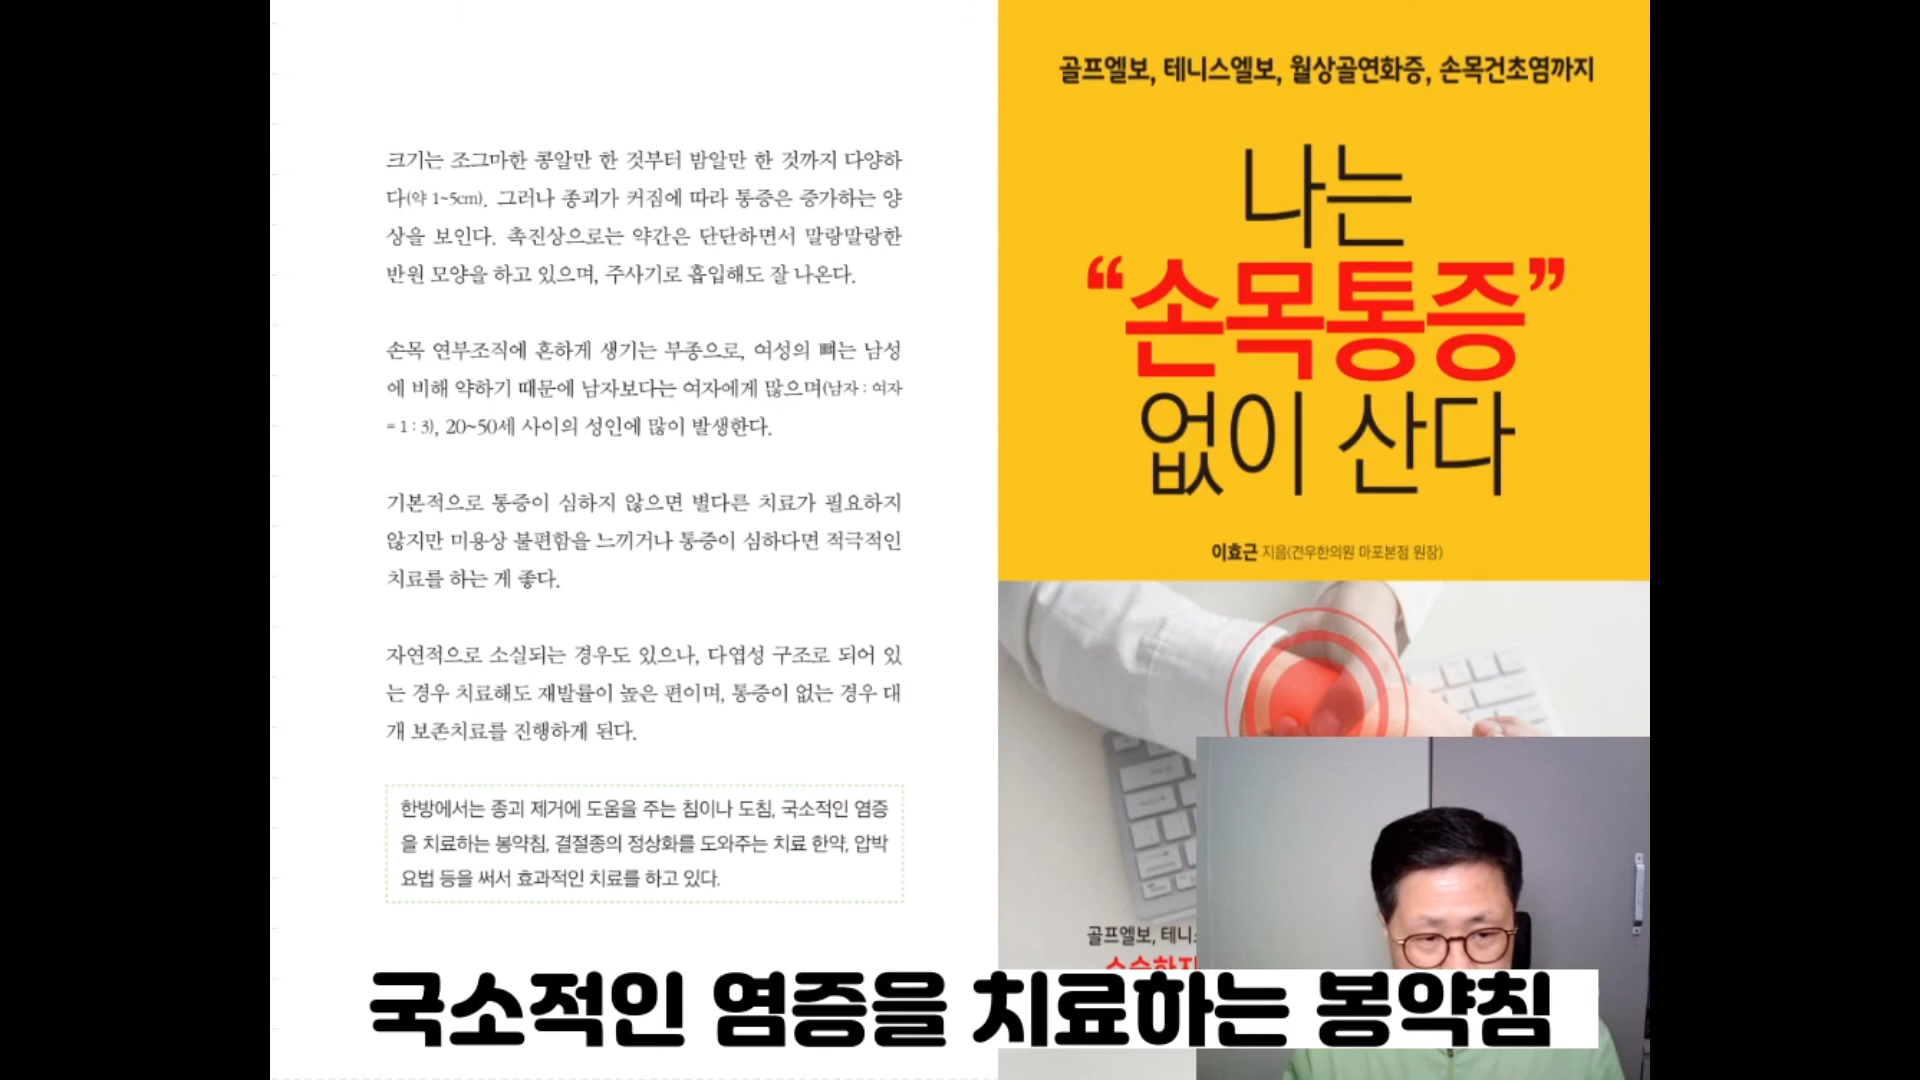 크기는 조그마한 콩알만 한 것부터 밤알만 한 것까지 다양하
다(약 1~5cm). 그러나 종괴가 커짐에 따라 통증은 증가하는 양
상을 보인다. 촉진상으로는 약간은 단단하면서 말랑말랑한
반원 모양을 하고 있으며, 주사기로 흡입해도 잘 나온다.
손목 연부조직에 흔하게 생기는 부종으로, 여성의 뼈는 남성
에 비해 약하기 때문에 남자보다는 여자에게 많으며(남자 : 여자
= 1 : 3), 20~50세 사이의 성인에 많이 발생한다.
기본적으로 통증이 심하지 않으면 별다른 치료가 필요하지
않지만 미용상 불편함을 느끼거나 통증이 심하다면 적극적인
치료를 하는 게 좋다.
자연적으로 소실되는 경우도 있으나, 다엽성 구조로 되어 있
는 경우 치료해도 재발률이 높은 편이며, 통증이 없는 경우 대
개 보존치료를 진행하게 된다.
한방에서는 종괴 제거에 도움을 주는 침이나 도침, 국소적인 염증
을 치료하는 봉약침, 결절종의 정상화를 도와주는 치료 한약, 압박
요법 등을 써서 효과적인 치료를 하고 있다.
골프엘보, 테니스엘보, 월상골연화증, 손목건초염까지
나는
“손목통증”
없이 산다
이효근 지음(견우한의원 마포본점 원장)
골프엘보, 테니
국소적인 염증을 치료하는 봉약침